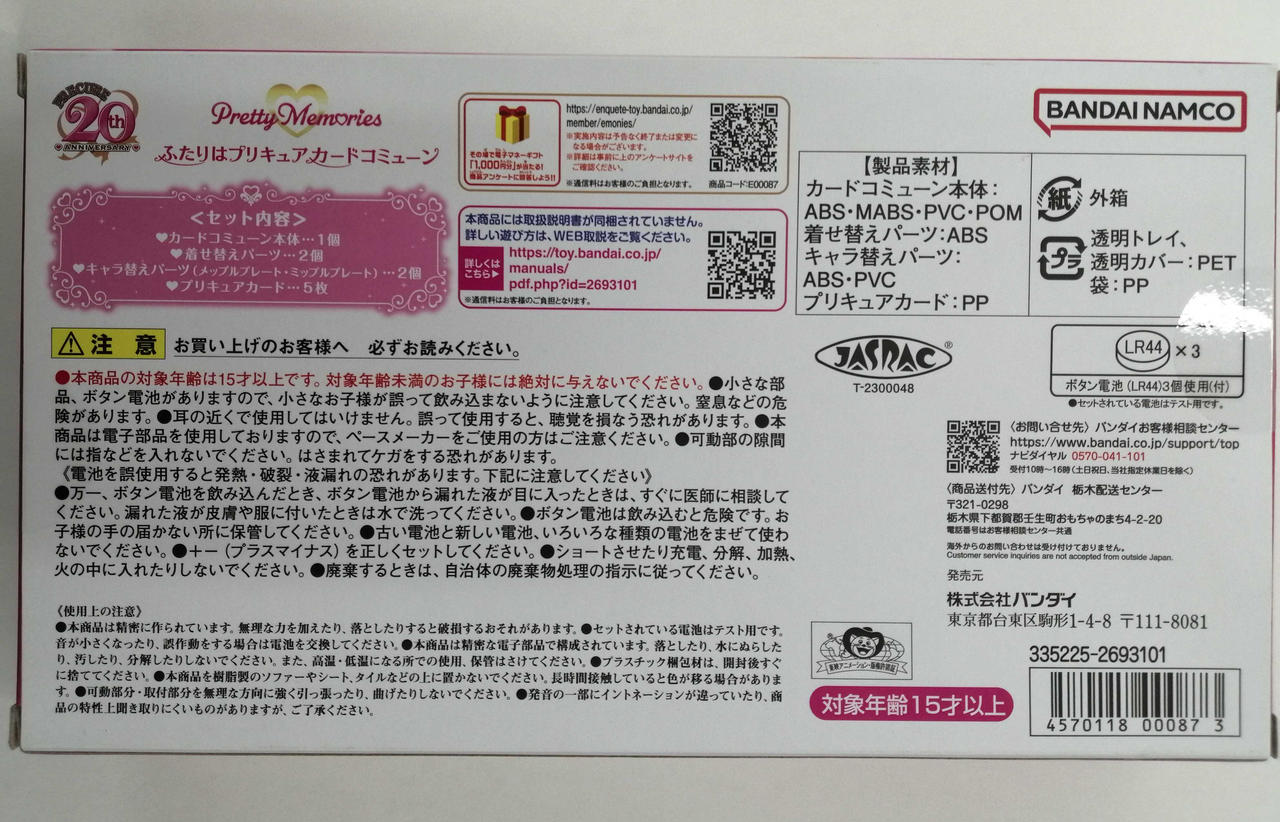 PRECURE
20th
ANNIVERSARY
Pretty Memories
ふたりはプリキュア カードコミューン
<セット内容>
♥カードコミューン本体…1個
♥着せ替えパーツ…2個
♥キャラ替えパーツ(メップルプレート・ミップルプレート)…2個
♥プリキュアカード…5枚
その場で電子マネーギフト
「1,000円分」が当たる!
商品アンケートに回答しよう!!
https://enquete-toy.bandai.co.jp/
member/emonies/
※実施内容は予告なく終了または変更に
なる場合がございます。
※詳細は事前に上のアンケートサイトを
ご確認ください。
※通信料はお客様のご負担となります。
商品コード:E00087
本商品には取扱説明書が同梱されていません。
詳しい遊び方は、WEB取説をご覧ください。
詳しくは
こちら▶
https://toy.bandai.co.jp/
manuals/
pdf.php?id=2693101
※通信料はお客様のご負担となります。
BANDAI NAMCO
【製品素材】
カードコミューン本体:
ABS・MABS・PVC・POM
着せ替えパーツ:ABS
キャラ替えパーツ:
ABS・PVC
プリキュアカード:PP
紙
外箱
プラ
透明トレイ、
透明カバー:PET
袋:PP
JASRAC®
T-2300048
LR44 ×3
ボタン電池(LR44)3個使用(付)
●セットされている電池はテスト用です。
⚠注 意
お買い上げのお客様へ 必ずお読みください。
●本商品の対象年齢は15才以上です。対象年齢未満のお子様には絶対に与えないでください。●小さな部
品、ボタン電池がありますので、小さなお子様が誤って飲み込まないように注意してください。窒息などの危
険があります。●耳の近くで使用してはいけません。誤って使用すると、聴覚を損なう恐れがあります。●本
商品は電子部品を使用しておりますので、ペースメーカーをご使用の方はご注意ください。●可動部の隙間
には指などを入れないでください。はさまれてケガをする恐れがあります。
《電池を誤使用すると発熱・破裂・液漏れの恐れがあります。下記に注意してください》
●万一、ボタン電池を飲み込んだとき、ボタン電池から漏れた液が目に入ったときは、すぐに医師に相談して
ください。漏れた液が皮膚や服に付いたときは水で洗ってください。●ボタン電池は飲み込むと危険です。お
子様の手の届かない所に保管してください。●古い電池と新しい電池、いろいろな種類の電池をまぜて使わ
ないでください。●+−(プラスマイナス)を正しくセットしてください。●ショートさせたり充電、分解、加熱、
火の中に入れたりしないでください。●廃棄するときは、自治体の廃棄物処理の指示に従ってください。
《使用上の注意》
●本商品は精密に作られています。無理な力を加えたり、落としたりすると破損するおそれがあります。●セットされている電池はテスト用です。
音が小さくなったり、誤作動をする場合は電池を交換してください。●本商品は精密な電子部品で構成されています。落としたり、水にぬらした
り、汚したり、分解したりしないでください。また、高温・低温になる所での使用、保管はさけてください。●プラスチック梱包材は、開封後すぐ
に捨ててください。●本商品を樹脂製のソファーやシート、タイルなどの上に置かないでください。長時間接触していると色が移る場合がありま
す。●可動部分・取付部分を無理な方向に強く引っ張ったり、曲げたりしないでください。●発音の一部にイントネーションが違っていたり、商
品の特性上聞き取りにくいものがありますが、ご了承ください。
〈お問い合せ先〉バンダイお客様相談センター
https://www.bandai.co.jp/support/top
ナビダイヤル 0570-041-101
受付10時〜16時(土日祝日、当社指定休業日を除く)
〈商品送付先〉バンダイ 栃木配送センター
〒321-0298
栃木県下都賀郡壬生町おもちゃのまち4-2-20
電話番号はお客様相談センター共通
海外からのお問い合わせは受け付けておりません。
Customer service inquiries are not accepted from outside Japan.
発売元
株式会社バンダイ
東京都台東区駒形1-4-8 〒111-8081
東映アニメーション・版権許諾証
対象年齢15才以上
335225-2693101
4570118 00087 3